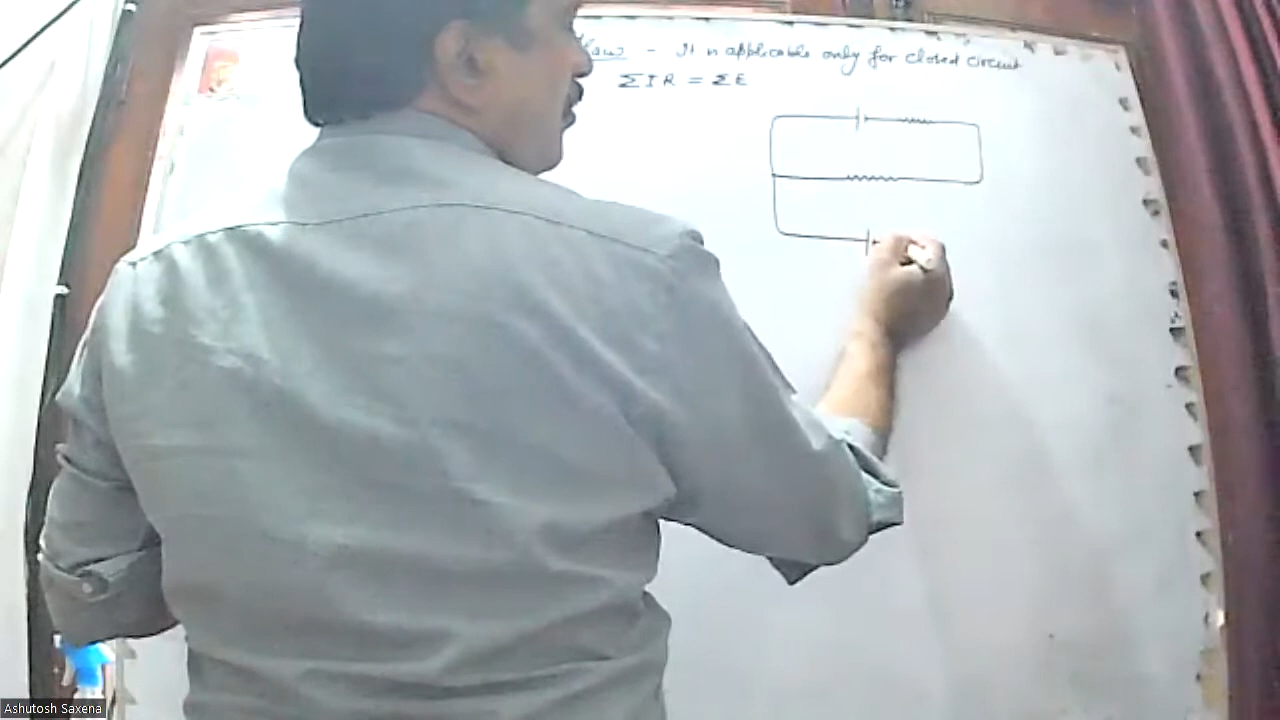 Law - It is applicable only for closed circuit
ΣIR = ΣE
Ashutosh Saxena